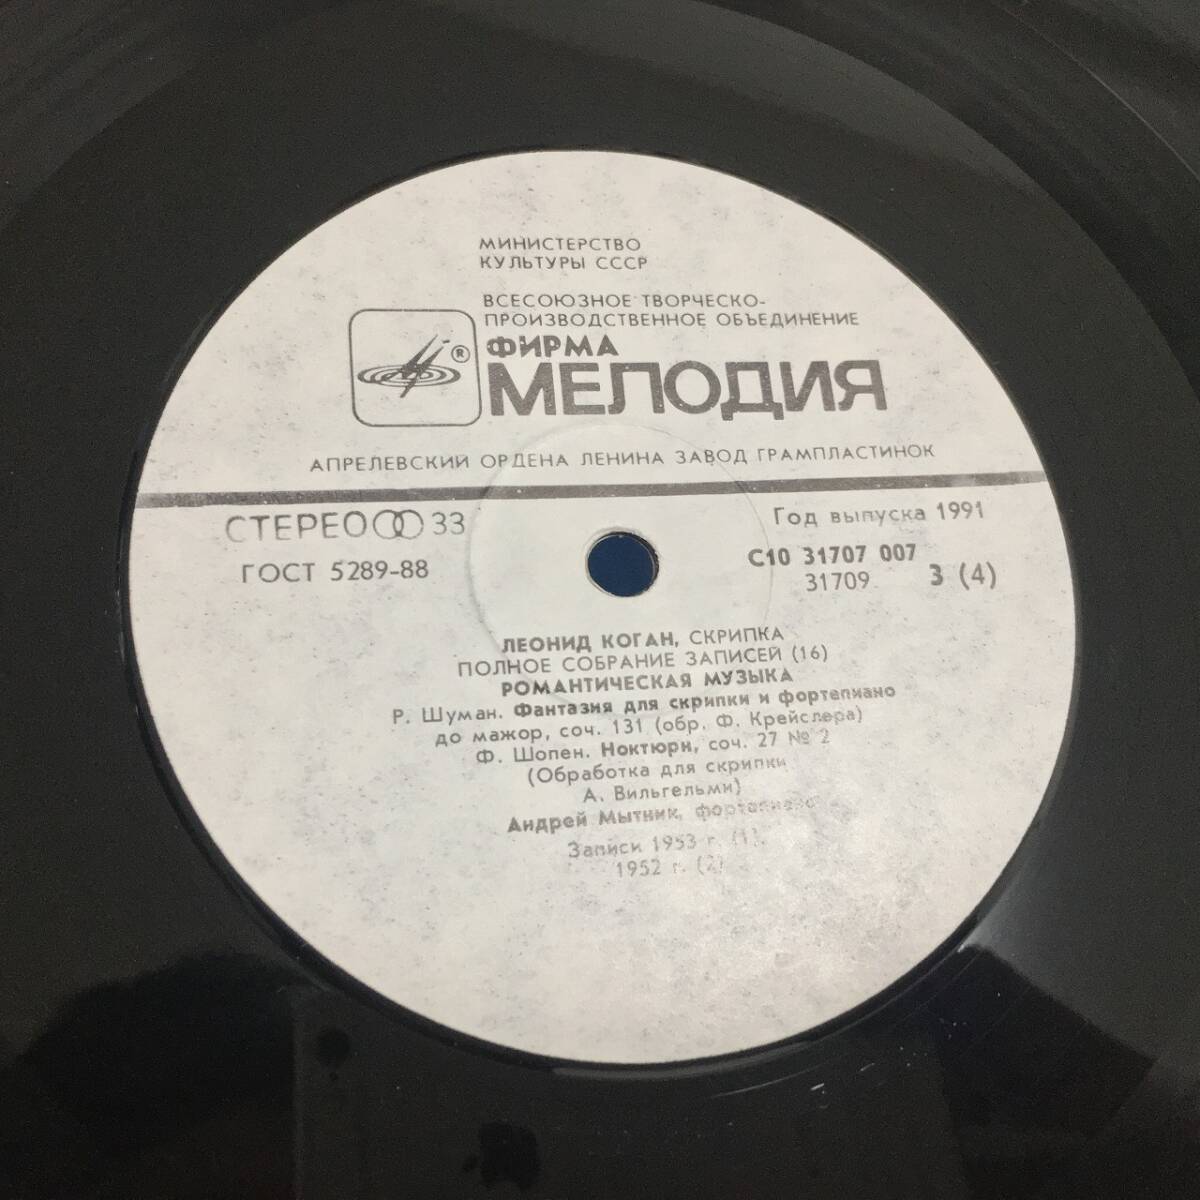 МИНИСТЕРСТВО
КУЛЬТУРЫ СССР
ВСЕСОЮЗНОЕ ТВОРЧЕСКО-
ПРОИЗВОДСТВЕННОЕ ОБЪЕДИНЕНИЕ
ФИРМА
®
МЕЛОДИЯ
АПРЕЛЕВСКИЙ ОРДЕНА ЛЕНИНА ЗАВОД ГРАМПЛАСТИНОК
СТЕРЕО 33
ГОСТ 5289-88
Год выпуска 1991
С10 31707 007
31709 3 (4)
ЛЕОНИД КОГАН, СКРИПКА
ПОЛНОЕ СОБРАНИЕ ЗАПИСЕЙ (16)
РОМАНТИЧЕСКАЯ МУЗЫКА
Р. Шуман. Фантазия для скрипки и фортепиано
до мажор, соч. 131 (обр. Ф. Крейслера)
Ф. Шопен. Ноктюрн, соч. 27 № 2
(Обработка для скрипки
А. Вильгельми)
Андрей Мытник, фортепиано
Записи 1953 г. (1),
1952 г. (2)